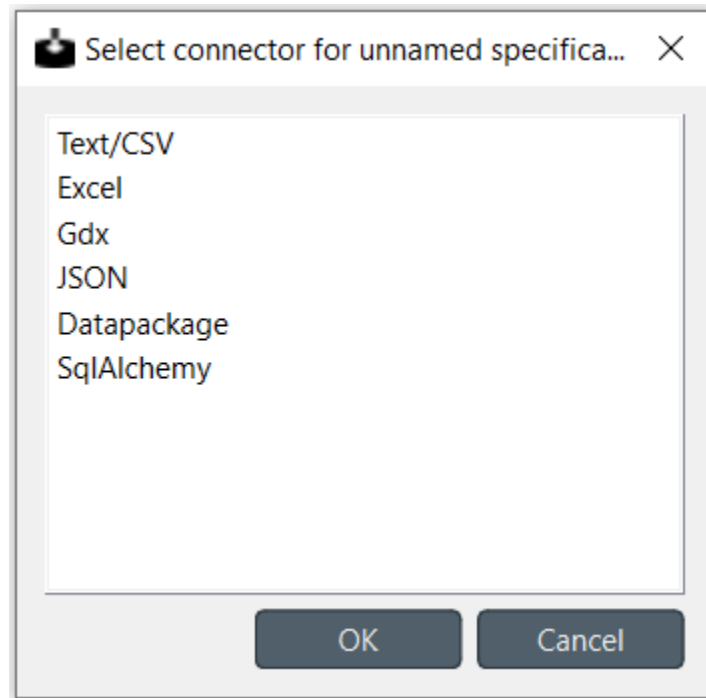 Select connector for unnamed specifica...
Text/CSV
Excel
Gdx
JSON
Datapackage
SqlAlchemy
OK
Cancel